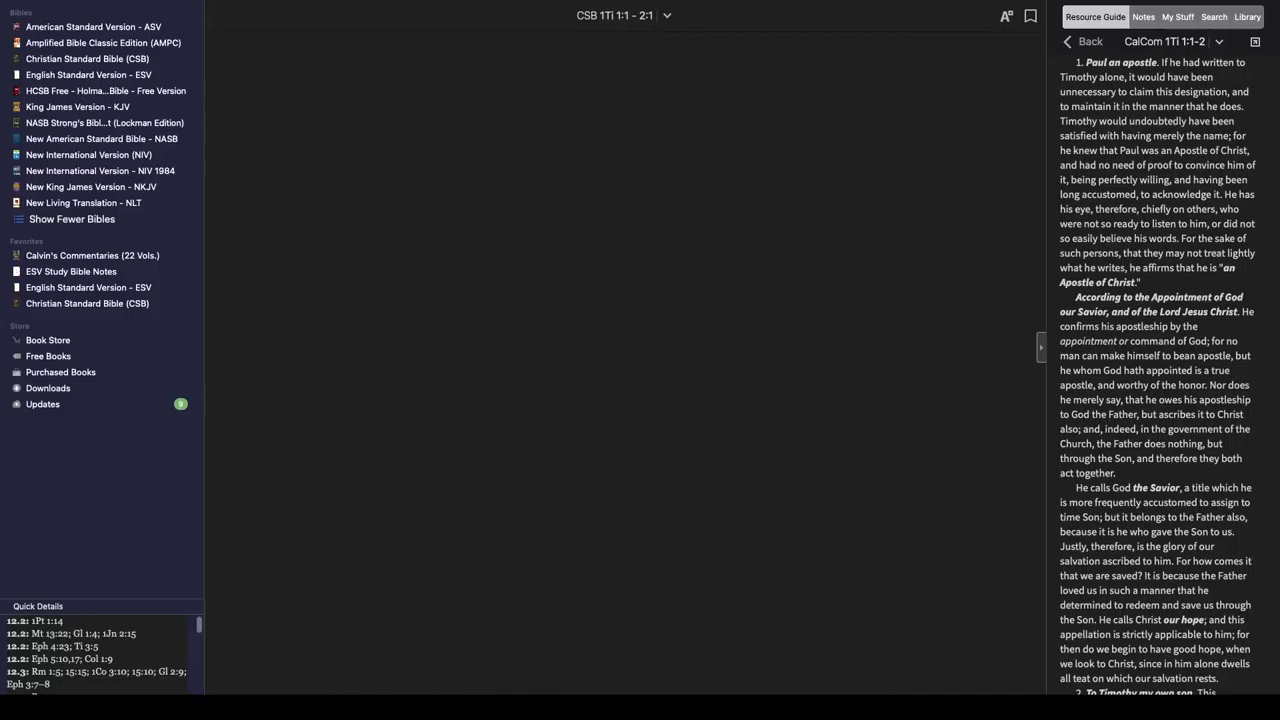 Bibles
American Standard Version - ASV
Amplified Bible Classic Edition (AMPC)
Christian Standard Bible (CSB)
English Standard Version - ESV
HCSB Free - Holma...Bible - Free Version
King James Version - KJV
NASB Strong's Bibl...t (Lockman Edition)
New American Standard Bible - NASB
New International Version (NIV)
New International Version - NIV 1984
New King James Version - NKJV
New Living Translation - NLT
Show Fewer Bibles
Favorites
Calvin's Commentaries (22 Vols.)
ESV Study Bible Notes
English Standard Version - ESV
Christian Standard Bible (CSB)
Store
Book Store
Free Books
Purchased Books
Downloads
Updates 9
Quick Details
12.2: 1Pt 1:14
12.2: Mt 13:22; Gl 1:4; 1Jn 2:15
12.2: Eph 4:23; Ti 3:5
12.2: Eph 5:10,17; Col 1:9
12.3: Rm 1:5; 15:15; 1Co 3:10; 15:10; Gl 2:9;
Eph 3:7–8
CSB 1Ti 1:1 - 2:1
Resource Guide Notes My Stuff Search Library
Back CalCom 1Ti 1:1-2
1. Paul an apostle. If he had written to
Timothy alone, it would have been
unnecessary to claim this designation, and
to maintain it in the manner that he does.
Timothy would undoubtedly have been
satisfied with having merely the name; for
he knew that Paul was an Apostle of Christ,
and had no need of proof to convince him of
it, being perfectly willing, and having been
long accustomed, to acknowledge it. He has
his eye, therefore, chiefly on others, who
were not so ready to listen to him, or did not
so easily believe his words. For the sake of
such persons, that they may not treat lightly
what he writes, he affirms that he is "an
Apostle of Christ."
According to the Appointment of God
our Savior, and of the Lord Jesus Christ. He
confirms his apostleship by the
appointment or command of God; for no
man can make himself to bean apostle, but
he whom God hath appointed is a true
apostle, and worthy of the honor. Nor does
he merely say, that he owes his apostleship
to God the Father, but ascribes it to Christ
also; and, indeed, in the government of the
Church, the Father does nothing, but
through the Son, and therefore they both
act together.
He calls God the Savior, a title which he
is more frequently accustomed to assign to
time Son; but it belongs to the Father also,
because it is he who gave the Son to us.
Justly, therefore, is the glory of our
salvation ascribed to him. For how comes it
that we are saved? It is because the Father
loved us in such a manner that he
determined to redeem and save us through
the Son. He calls Christ our hope; and this
appellation is strictly applicable to him; for
then do we begin to have good hope, when
we look to Christ, since in him alone dwells
all teat on which our salvation rests.
2. To Timothy my own son. This